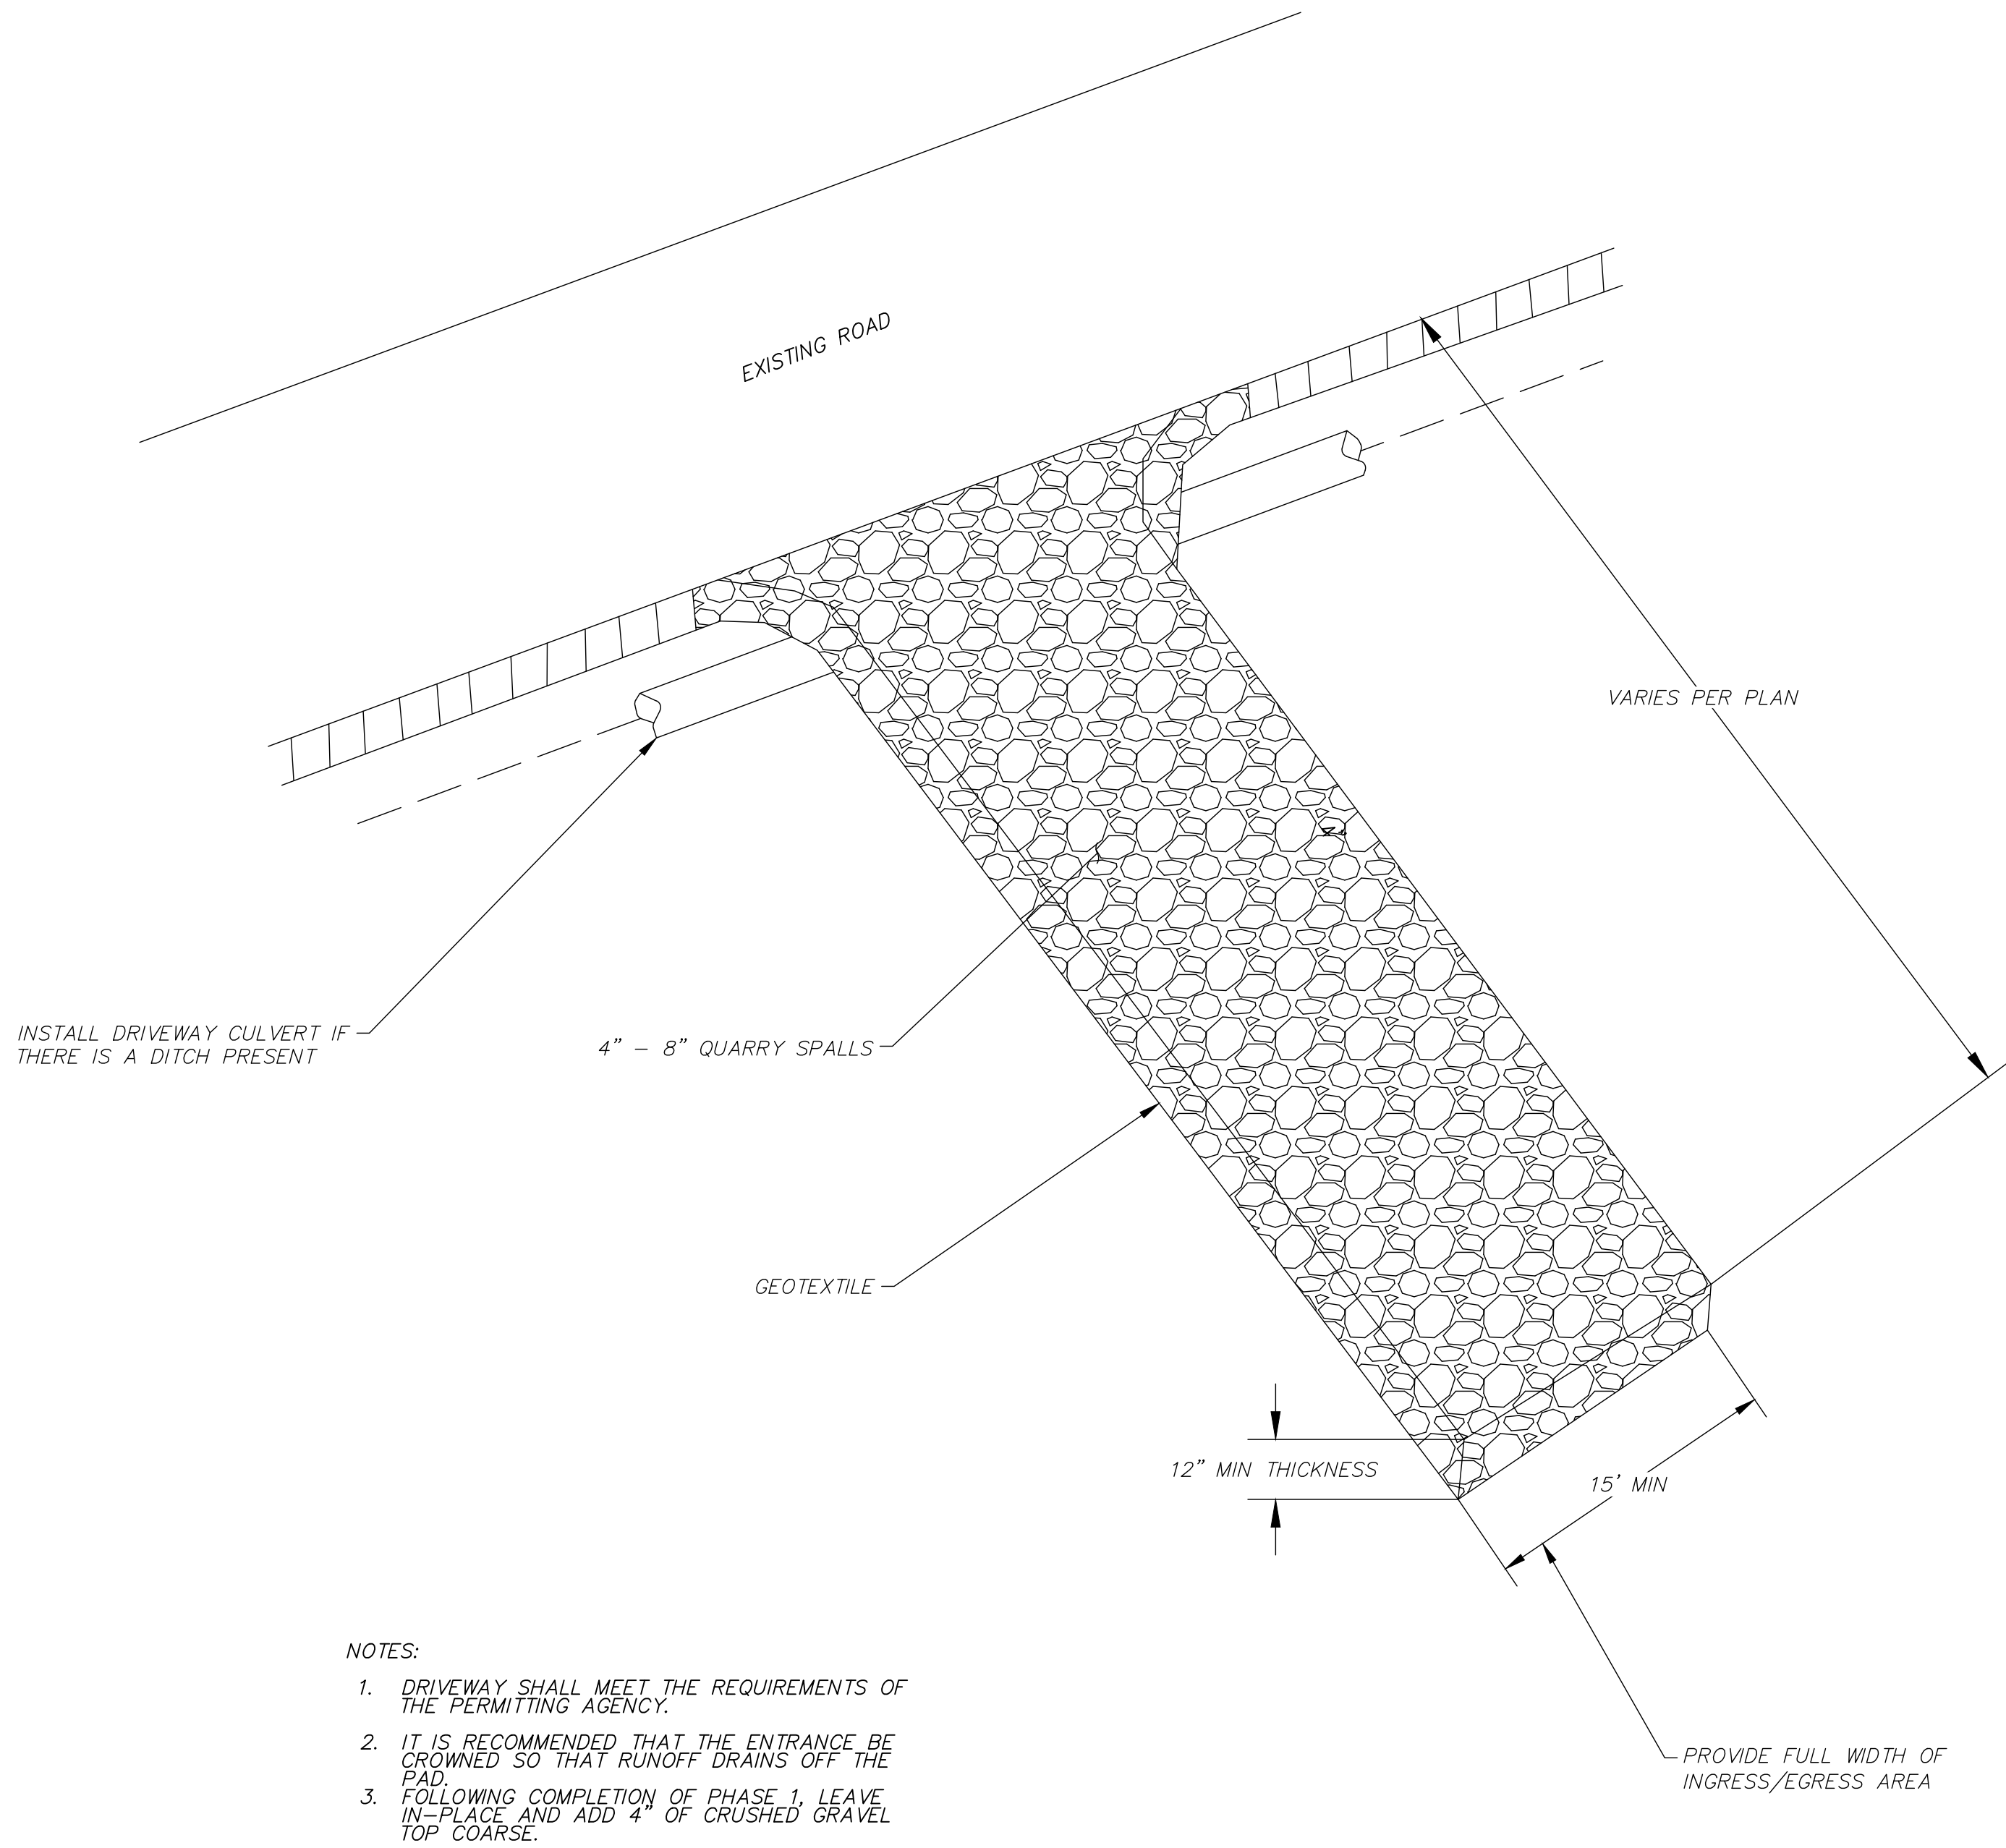 EXISTING ROAD
VARIES PER PLAN
INSTALL DRIVEWAY CULVERT IF
THERE IS A DITCH PRESENT
4” – 8” QUARRY SPALLS
GEOTEXTILE
12” MIN THICKNESS
15’ MIN
PROVIDE FULL WIDTH OF
INGRESS/EGRESS AREA
NOTES:
1. DRIVEWAY SHALL MEET THE REQUIREMENTS OF
THE PERMITTING AGENCY.
2. IT IS RECOMMENDED THAT THE ENTRANCE BE
CROWNED SO THAT RUNOFF DRAINS OFF THE
PAD.
3. FOLLOWING COMPLETION OF PHASE 1, LEAVE
IN–PLACE AND ADD 4” OF CRUSHED GRAVEL
TOP COARSE.